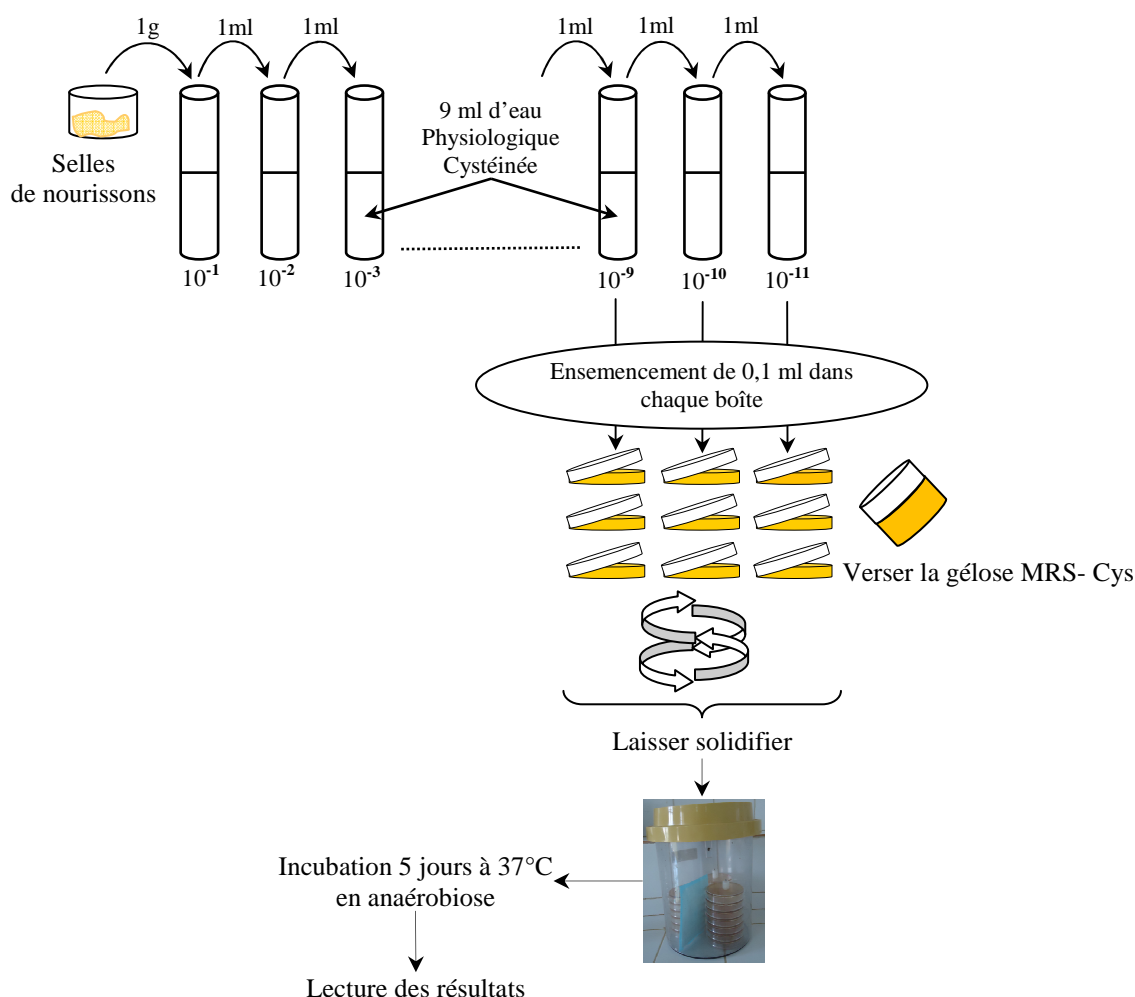 1g 1ml 1ml 1ml 1ml 1ml
9 ml d'eau
Physiologique
Cystéinée
Selles
de nourissons
10⁻¹ 10⁻² 10⁻³ 10⁻⁹ 10⁻¹⁰ 10⁻¹¹
Ensemencement de 0,1 ml dans
chaque boîte
Verser la gélose MRS- Cys
Laisser solidifier
Incubation 5 jours à 37°C
en anaérobiose
Lecture des résultats